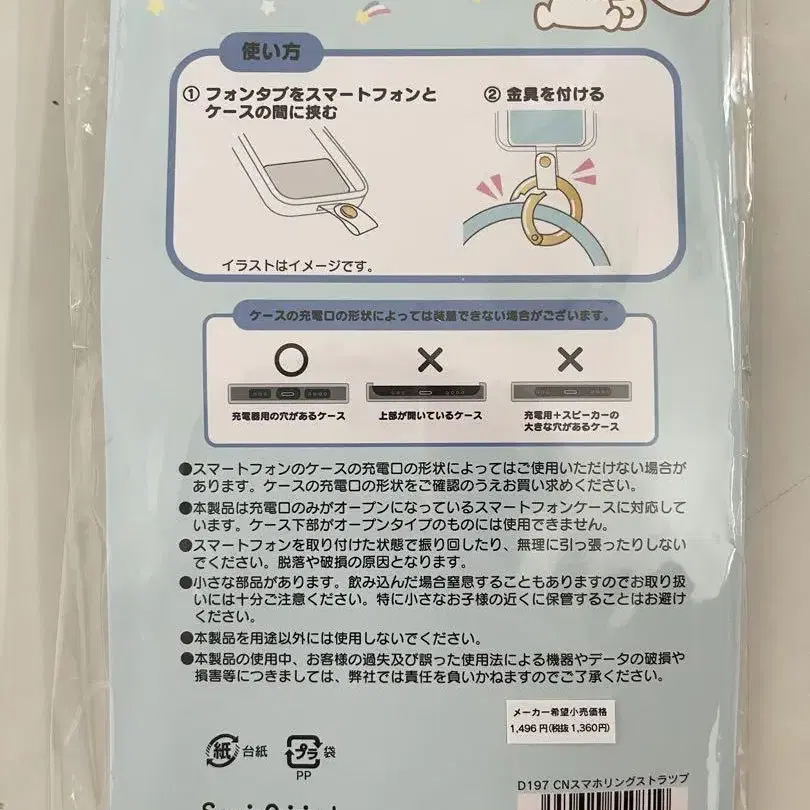 使い方
① フォンタブをスマートフォンと
ケースの間に挟む
② 金具を付ける
イラストはイメージです。
ケースの充電口の形状によっては装着できない場合がございます。
充電器用の穴があるケース
上部が開いているケース
充電用+スピーカーの
大きな穴があるケース
●スマートフォンのケースの充電口の形状によってはご使用いただけない場合が
あります。ケースの充電口の形状をご確認のうえお買い求めください。
●本製品は充電口のみがオープンになっているスマートフォンケースに対応して
います。ケース下部がオープンタイプのものには使用できません。
●スマートフォンを取り付けた状態で振り回したり、無理に引っ張ったりしない
でください。脱落や破損の原因となります。
●小さな部品があります。飲み込んだ場合窒息することもありますのでお取り扱
いには十分ご注意ください。特に小さなお子様の近くに保管することはお避け
ください。
●本製品を用途以外には使用しないでください。
●本製品の使用中、お客様の過失及び誤った使用法による機器やデータの破損や
損害等につきましては、弊社では責任を負いかねますのでご了承ください。
メーカー希望小売価格
1,496円(税抜1,360円)
紙 台紙
プラ 袋
PP
D197 CNスマホリングストラップ